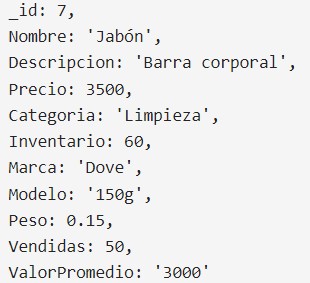 _id: 7,
Nombre: 'Jabón',
Descripcion: 'Barra corporal',
Precio: 3500,
Categoria: 'Limpieza',
Inventario: 60,
Marca: 'Dove',
Modelo: '150g',
Peso: 0.15,
Vendidas: 50,
ValorPromedio: '3000'